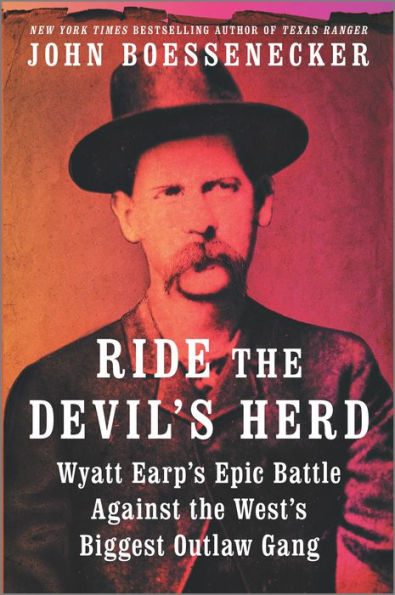 NEW YORK TIMES BESTSELLING AUTHOR OF TEXAS RANGER
JOHN BOESSENECKER
RIDE THE
DEVIL'S HERD
Wyatt Earp's Epic Battle
Against the West's
Biggest Outlaw Gang